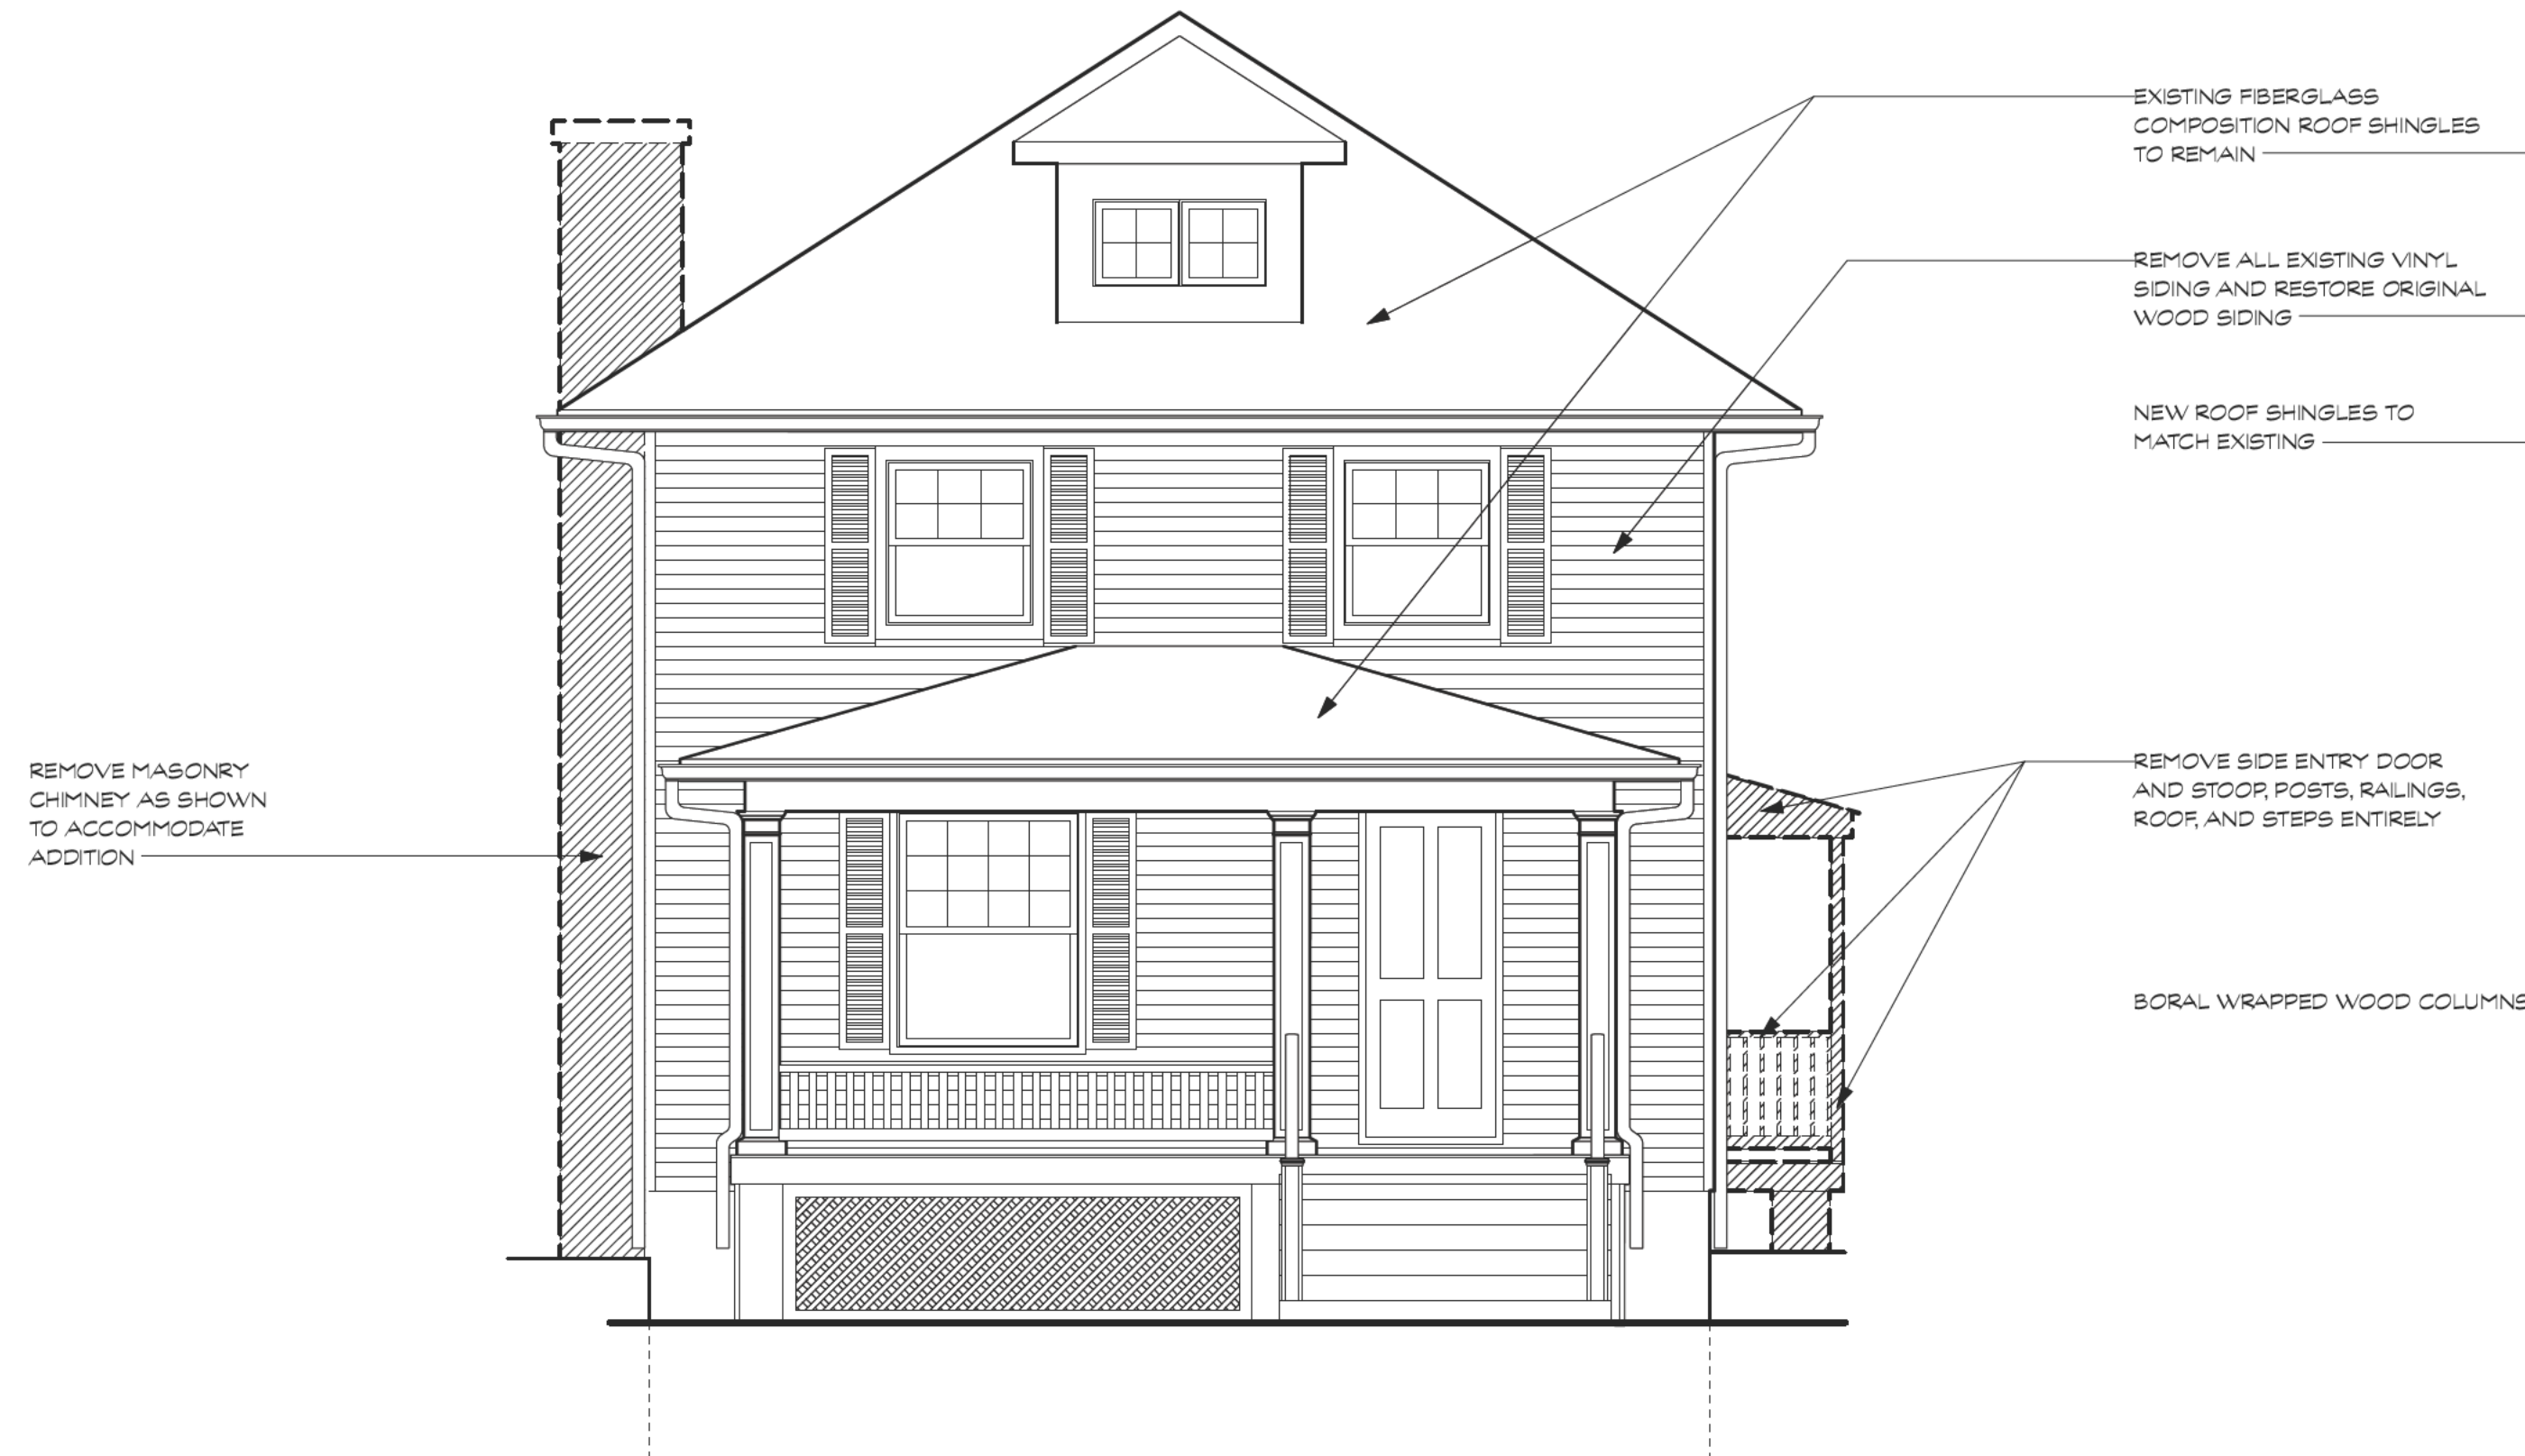 EXISTING FIBERGLASS
COMPOSITION ROOF SHINGLES
TO REMAIN
REMOVE ALL EXISTING VINYL
SIDING AND RESTORE ORIGINAL
WOOD SIDING
NEW ROOF SHINGLES TO
MATCH EXISTING
REMOVE MASONRY
CHIMNEY AS SHOWN
TO ACCOMMODATE
ADDITION
REMOVE SIDE ENTRY DOOR
AND STOOP, POSTS, RAILINGS,
ROOF, AND STEPS ENTIRELY
BORAL WRAPPED WOOD COLUMNS